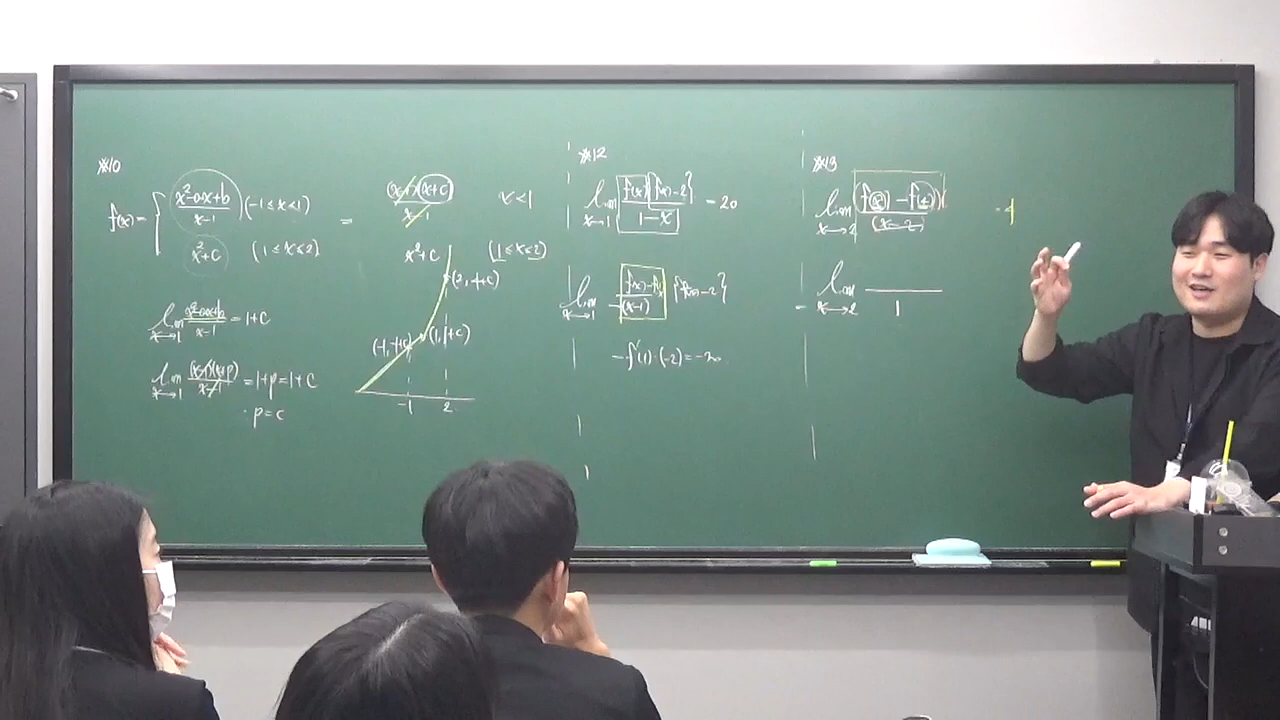 ※10
f(x)= { x²-ax+b / x-1 (-1≤x<1) = (x-1)(x+c) / x-1 x<1
x²+c (1≤x≤2) x²+c (1≤x≤2)
(2, 4+c)
lim x→1 x²-ax+b / x-1 = 1+c
(-1, -1+c) (1, 1+c)
lim x→1 (x-1)(x+p) / x-1 = 1+p=1+c
· p=c
-1 2
※12
lim x→1 f(x){f(x)-2} / 1-x = 20
lim x→1 f(x)-f(1) / -(x-1) {f(x)-2}
-f'(1)·(-2)=-20
※13
lim x→2
(x-2)
= lim x→2 1